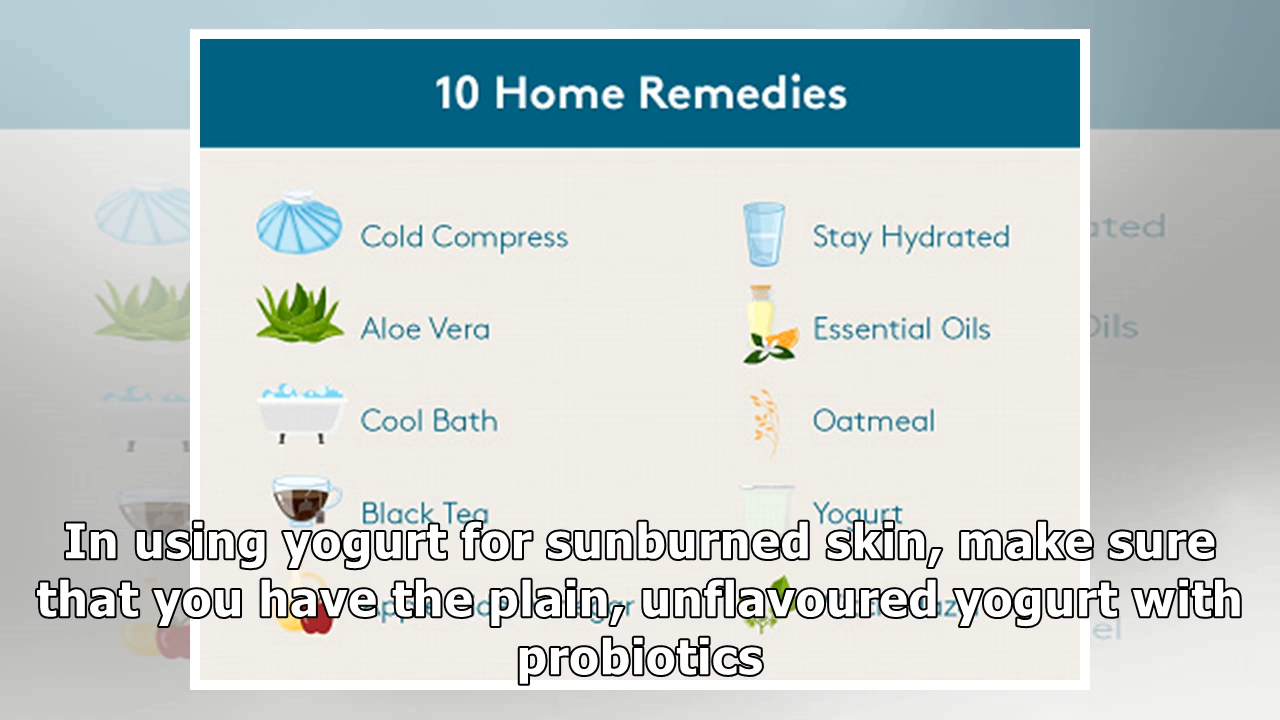 10 Home Remedies
Cold Compress
Stay Hydrated
Aloe Vera
Essential Oils
Cool Bath
Oatmeal
Black Tea
Yogurt
In using yogurt for sunburned skin, make sure
that you have the plain, unflavoured yogurt with
probiotics